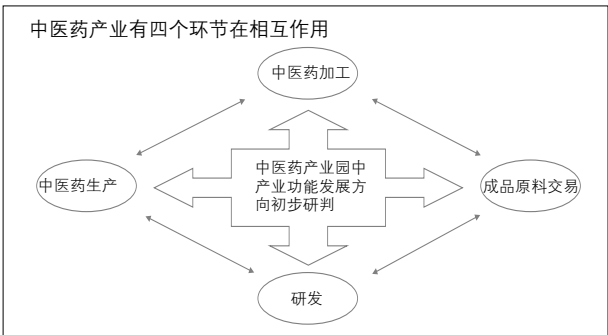 中医药产业有四个环节在相互作用
中医药加工
中医药生产
中医药产业园中
产业功能发展方
向初步研判
成品原料交易
研发